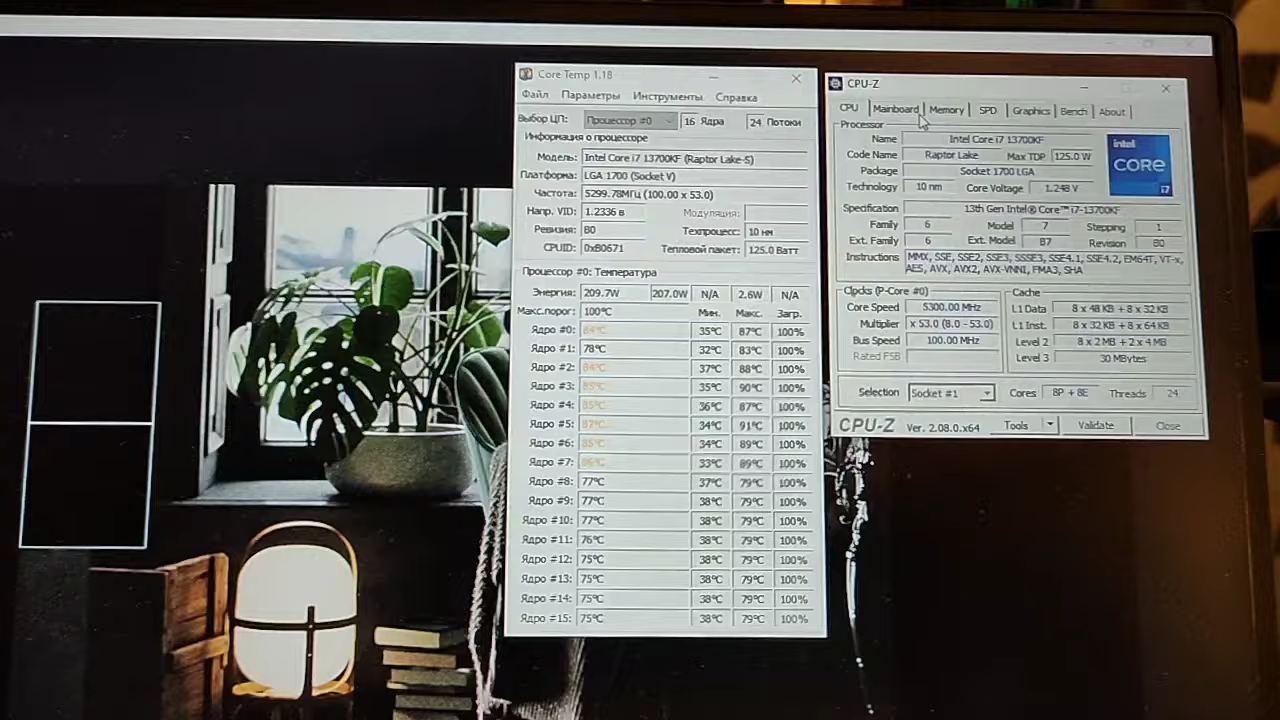 Core Temp 1.18
Файл Параметры Инструменты Справка
Выбор ЦП: Процессор #0 16 Ядра 24 Потоки
Информация о процессоре
Модель: Intel Core i7 13700KF (Raptor Lake-S)
Платформа: LGA 1700 (Socket V)
Частота: 5299.78МГц (100.00 x 53.0)
Напр. VID: 1.2336 в Модуляция:
Ревизия: B0 Техпроцесс: 10 нм
CPUID: 0xB0671 Тепловой пакет: 125.0 Ватт
Процессор #0: Температура
Энергия: 209.7W 207.0W N/A 2.6W N/A
Макс.порог: 100°C Мин. Макс. Загр.
Ядро #0: 84°C 35°C 87°C 100%
Ядро #1: 78°C 32°C 83°C 100%
Ядро #2: 84°C 37°C 88°C 100%
Ядро #3: 85°C 35°C 90°C 100%
Ядро #4: 85°C 36°C 87°C 100%
Ядро #5: 87°C 34°C 91°C 100%
Ядро #6: 85°C 34°C 89°C 100%
Ядро #7: 86°C 33°C 89°C 100%
Ядро #8: 77°C 37°C 79°C 100%
Ядро #9: 77°C 38°C 79°C 100%
Ядро #10: 77°C 38°C 79°C 100%
Ядро #11: 76°C 38°C 79°C 100%
Ядро #12: 75°C 38°C 79°C 100%
Ядро #13: 75°C 38°C 79°C 100%
Ядро #14: 75°C 38°C 79°C 100%
Ядро #15: 75°C 38°C 79°C 100%
CPU-Z
CPU Mainboard Memory SPD Graphics Bench About
Processor
Name Intel Core i7 13700KF
Code Name Raptor Lake Max TDP 125.0 W
Package Socket 1700 LGA
Technology 10 nm Core Voltage 1.248 V
intel
CORE
i7
Specification 13th Gen Intel® Core™ i7-13700KF
Family 6 Model 7 Stepping 1
Ext. Family 6 Ext. Model B7 Revision B0
Instructions MMX, SSE, SSE2, SSE3, SSSE3, SSE4.1, SSE4.2, EM64T, VT-x,
AES, AVX, AVX2, AVX-VNNI, FMA3, SHA
Clocks (P-Core #0)
Core Speed 5300.00 MHz
Multiplier x 53.0 (8.0 - 53.0)
Bus Speed 100.00 MHz
Rated FSB
Cache
L1 Data 8 x 48 KB + 8 x 32 KB
L1 Inst. 8 x 32 KB + 8 x 64 KB
Level 2 8 x 2 MB + 2 x 4 MB
Level 3 30 MBytes
Selection Socket #1 Cores 8P + 8E Threads 24
CPU-Z Ver. 2.08.0.x64 Tools Validate Close